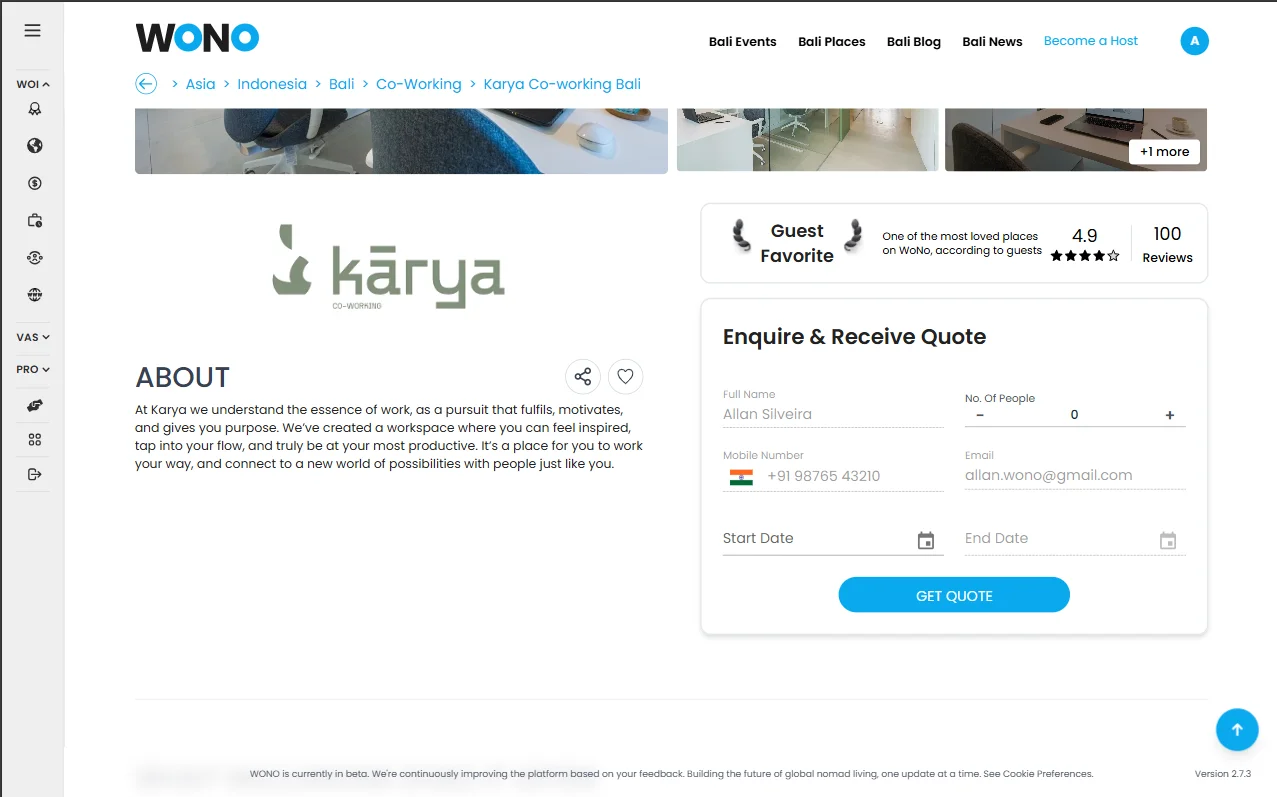 WONO
Bali Events Bali Places Bali Blog Bali News Become a Host A
WOI
> Asia > Indonesia > Bali > Co-Working > Karya Co-working Bali
+1 more
kārya
CO-WORKING
Guest
Favorite
One of the most loved places
on WoNo, according to guests
4.9
100
Reviews
VAS
PRO
ABOUT
At Karya we understand the essence of work, as a pursuit that fulfils, motivates,
and gives you purpose. We’ve created a workspace where you can feel inspired,
tap into your flow, and truly be at your most productive. It’s a place for you to work
your way, and connect to a new world of possibilities with people just like you.
Enquire & Receive Quote
Full Name
Allan Silveira
No. Of People
− 0 +
Mobile Number
+91 98765 43210
Email
allan.wono@gmail.com
Start Date
End Date
GET QUOTE
WONO is currently in beta. We're continuously improving the platform based on your feedback. Building the future of global nomad living, one update at a time. See Cookie Preferences.
Version 2.7.3